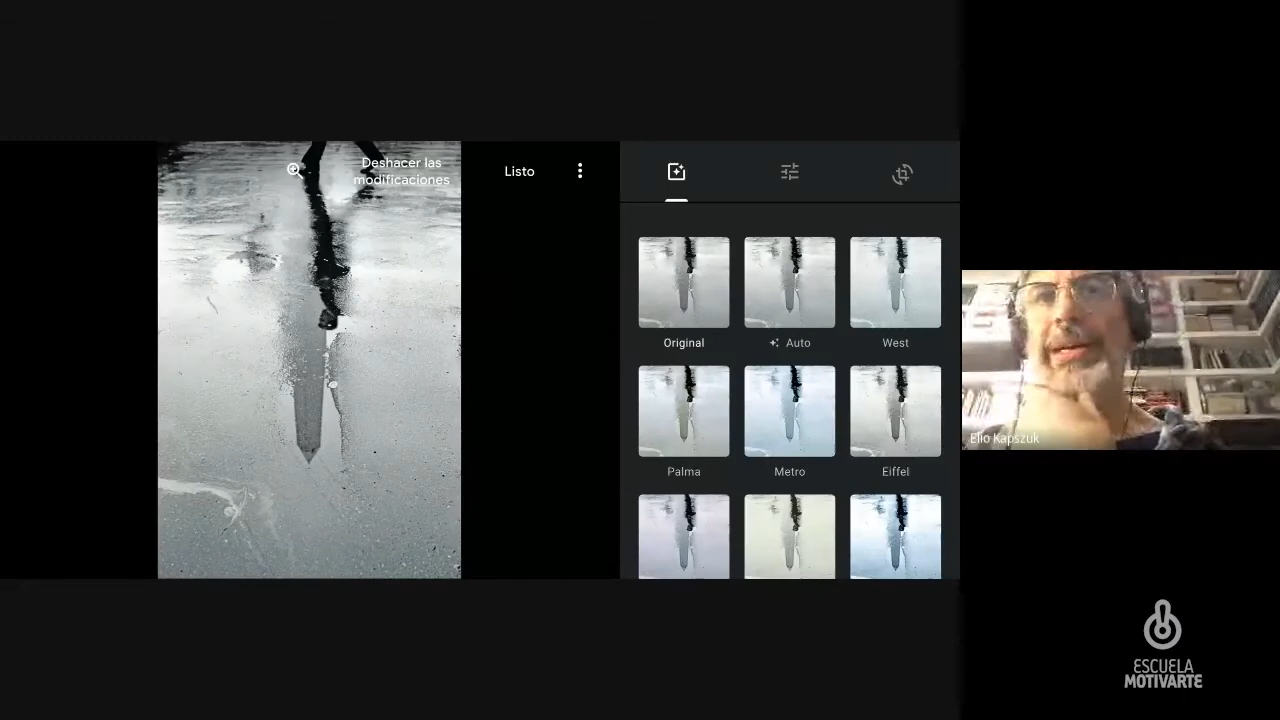 Deshacer las
modificaciones
Listo
Original
Auto
West
Palma
Metro
Eiffel
Elio Kapszuk
ESCUELA
MOTIVARTE